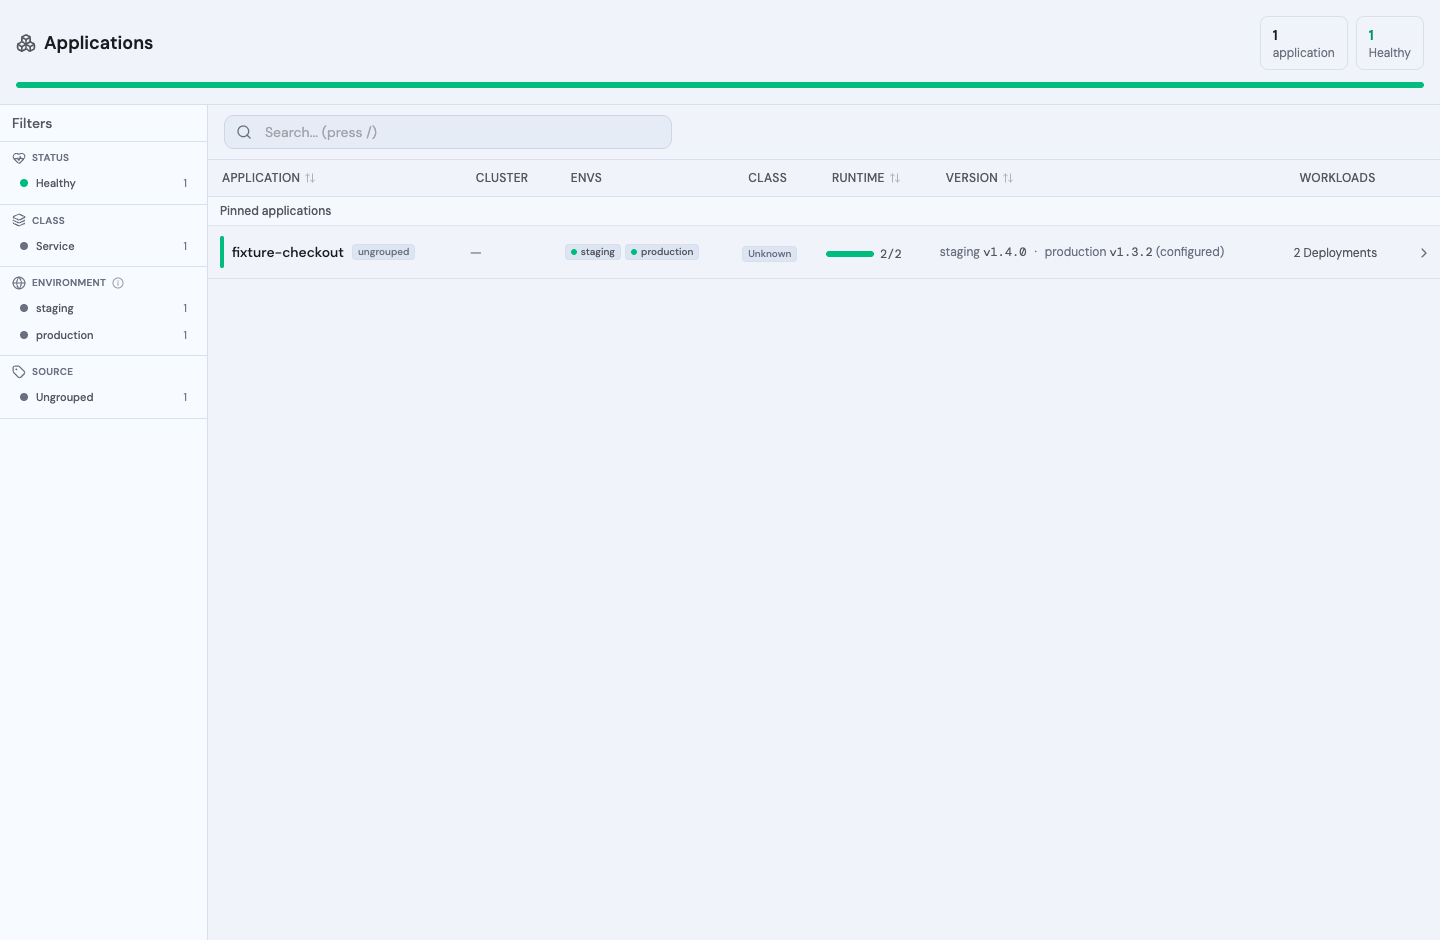 Applications
1
application
1
Healthy
Filters
STATUS
Healthy 1
CLASS
Service 1
ENVIRONMENT
staging 1
production 1
SOURCE
Ungrouped 1
Search... (press /)
APPLICATION CLUSTER ENVS CLASS RUNTIME VERSION WORKLOADS
Pinned applications
fixture-checkout ungrouped — staging production Unknown 2/2 staging v1.4.0 · production v1.3.2 (configured) 2 Deployments